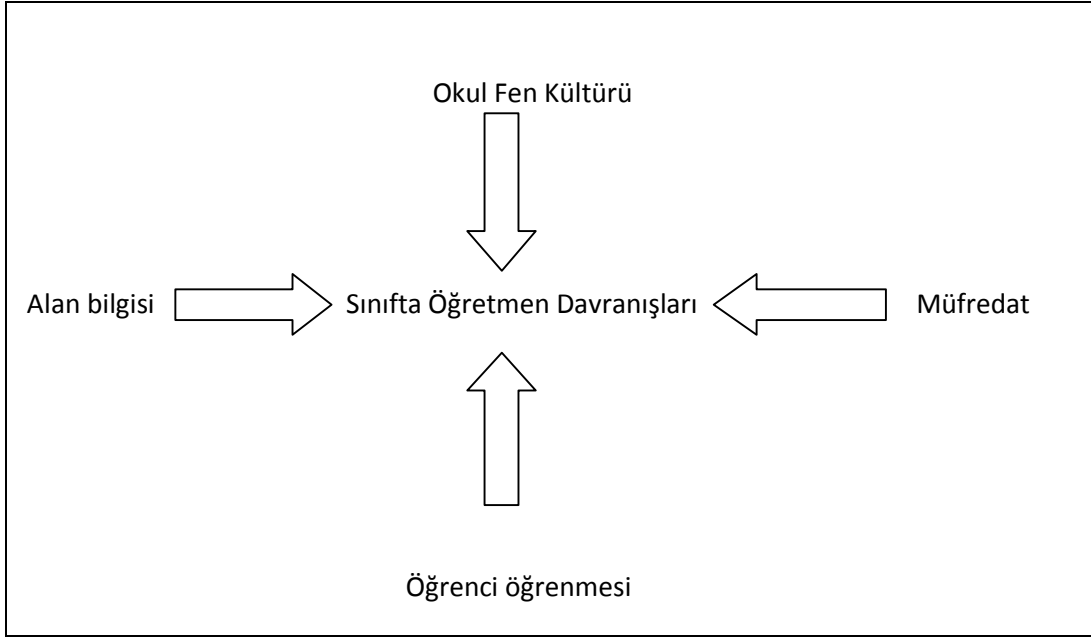 Okul Fen Kültürü
Alan bilgisi
Sınıfta Öğretmen Davranışları
Müfredat
Öğrenci öğrenmesi